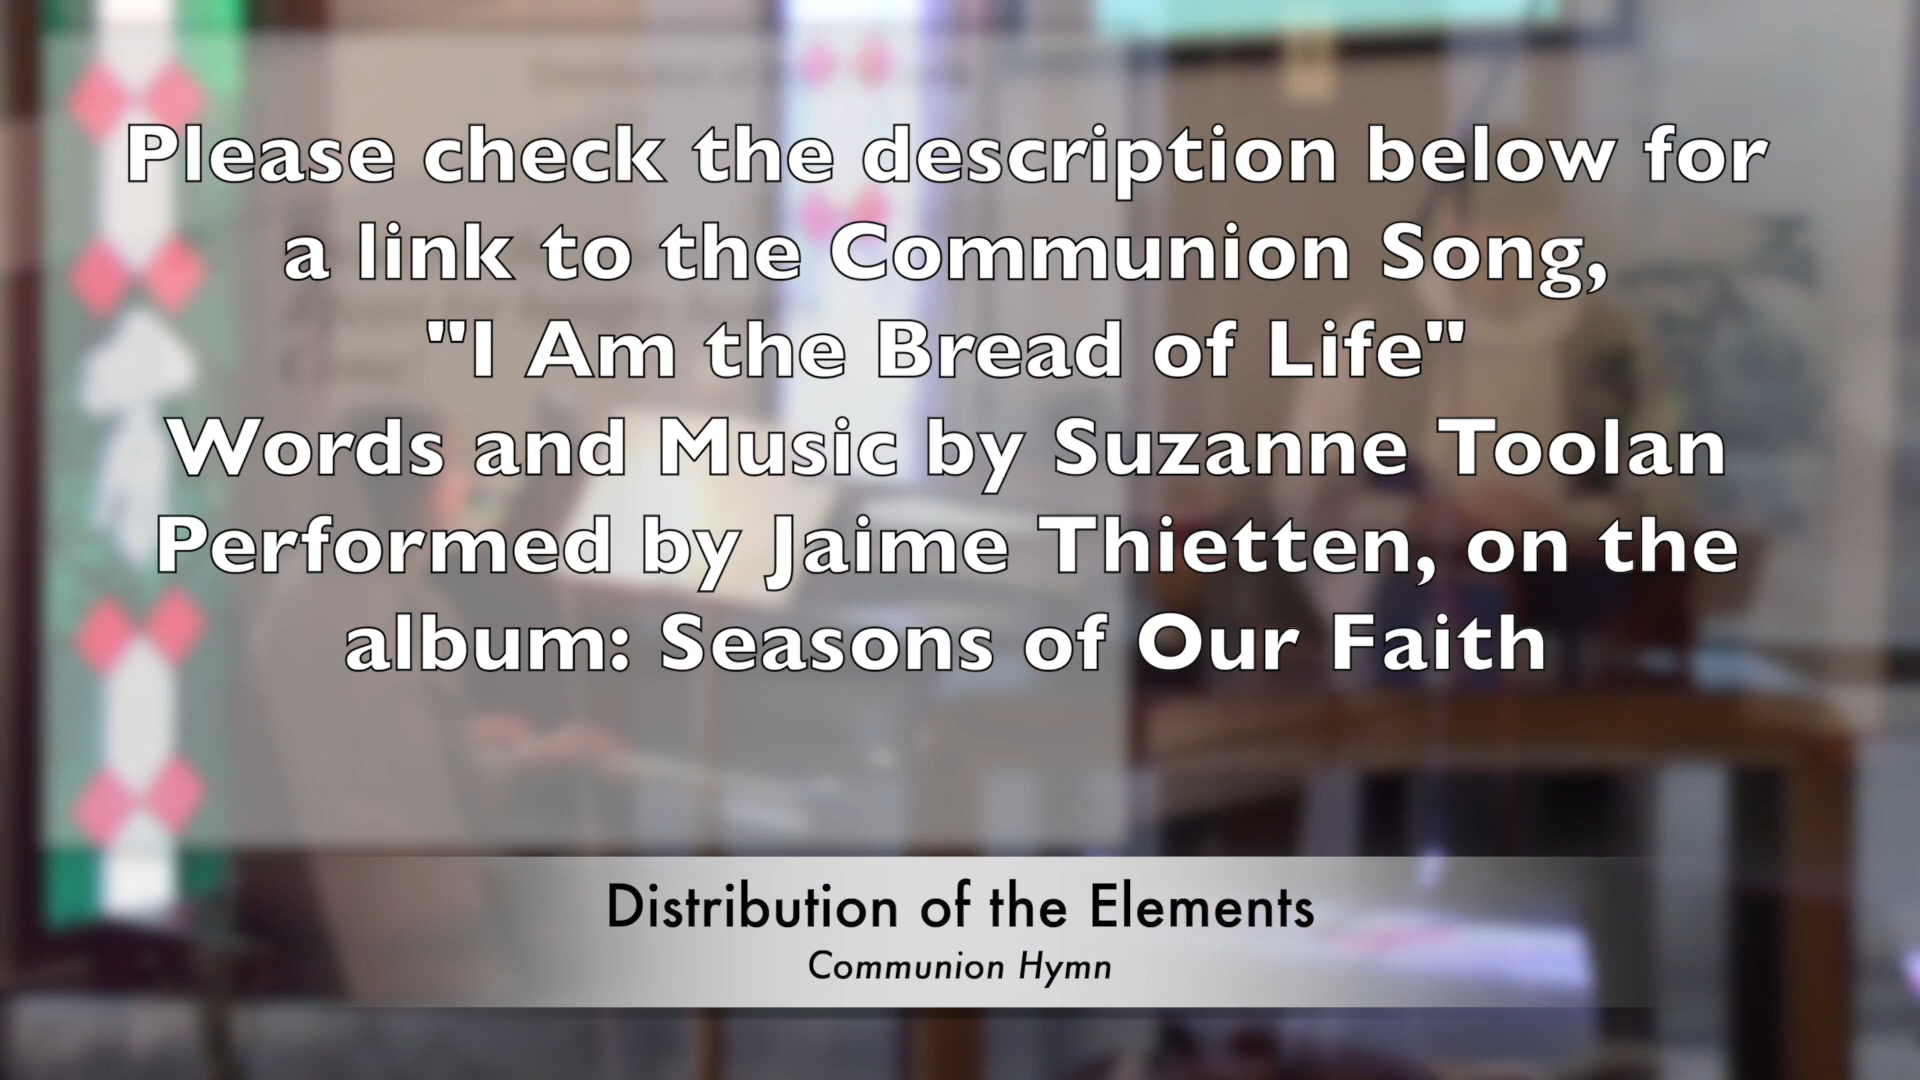 Please check the description below for
a link to the Communion Song,
"I Am the Bread of Life"
Words and Music by Suzanne Toolan
Performed by Jaime Thietten, on the
album: Seasons of Our Faith
Distribution of the Elements
Communion Hymn